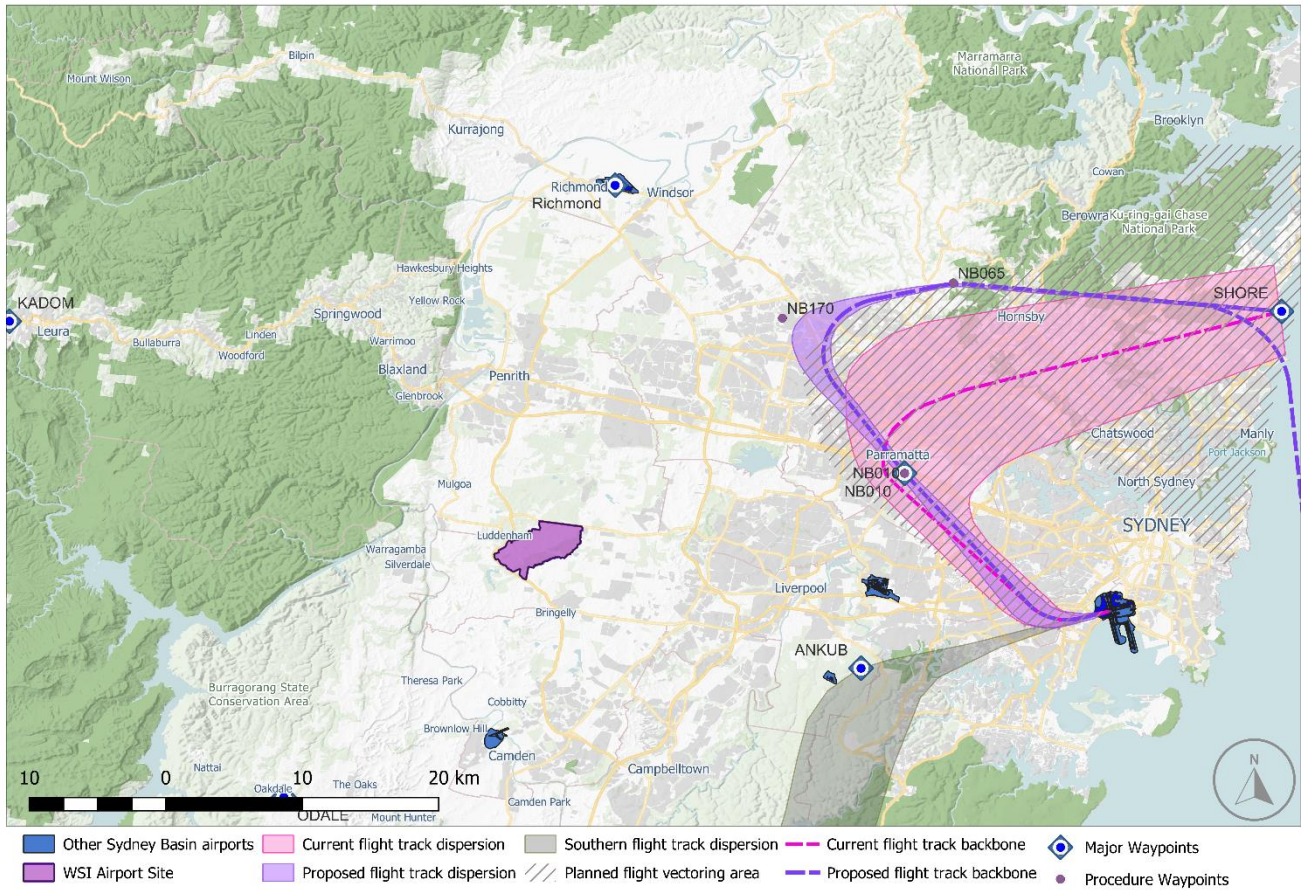 Bilpin
Mount Wilson
Marramarra
National Park
Brooklyn
Kurrajong
Cowan
Richmond
Windsor
Richmond
Berowra
Ku-ring-gai Chase
National Park
Hawkesbury Heights
NB065
Yellow Rock
KADOM
SHORE
NB170
Springwood
Hornsby
Leura
Linden
Bullaburra
Warrimoo
Woodford
Blaxland
Penrith
Glenbrook
Chatswood
Manly
Parramatta
Port Jackson
NB010
Mulgoa
NB010
North Sydney
SYDNEY
Luddenham
Warragamba
Silverdale
Liverpool
Bringelly
ANKUB
Theresa Park
Burragorang State
Conservation Area
Cobbitty
Brownlow Hill
Camden
Nattai
Campbelltown
10 0 10 20 km
Oakdale
The Oaks
Camden Park
ODALE
Mount Hunter
N
Other Sydney Basin airports
Current flight track dispersion
Southern flight track dispersion
Current flight track backbone
Major Waypoints
WSI Airport Site
Proposed flight track dispersion
Planned flight vectoring area
Proposed flight track backbone
Procedure Waypoints